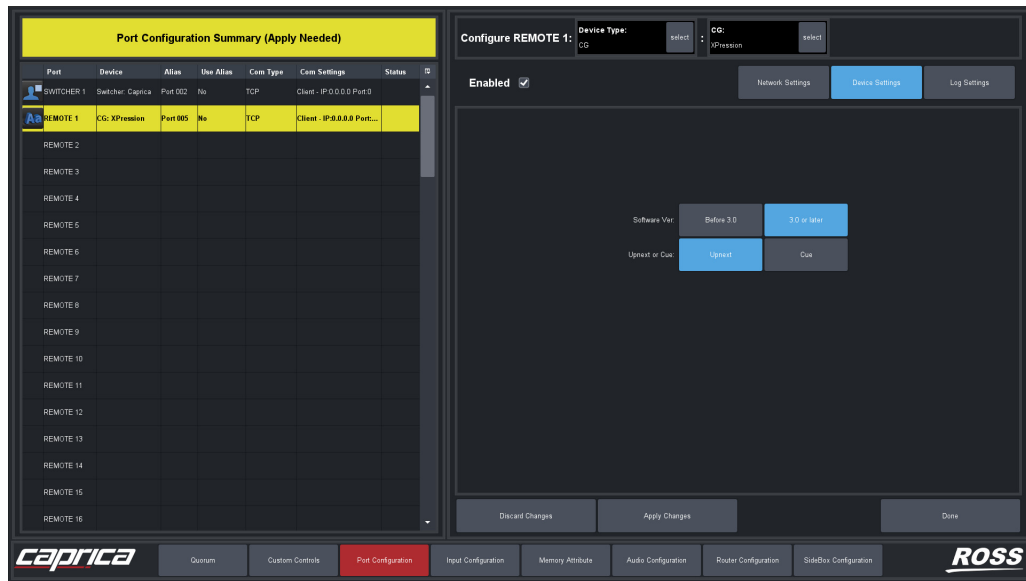 Port Configuration Summary (Apply Needed)
Port Device Alias Use Alias Com Type Com Settings Status
SWITCHER 1 Switcher: Caprica Port 002 No TCP Client - IP:0.0.0.0 Port:0
Aa REMOTE 1 CG: XPression Port 005 No TCP Client - IP:0.0.0.0 Port:...
REMOTE 2
REMOTE 3
REMOTE 4
REMOTE 5
REMOTE 6
REMOTE 7
REMOTE 8
REMOTE 9
REMOTE 10
REMOTE 11
REMOTE 12
REMOTE 13
REMOTE 14
REMOTE 15
REMOTE 16
Configure REMOTE 1: Device Type: CG select : CG: XPression select
Enabled
Network Settings Device Settings Log Settings
Software Ver: Before 3.0 3.0 or later
Upnext or Cue: Upnext Cue
Discard Changes Apply Changes Done
caprica Quorum Custom Controls Port Configuration Input Configuration Memory Attribute Audio Configuration Router Configuration SideBox Configuration ROSS